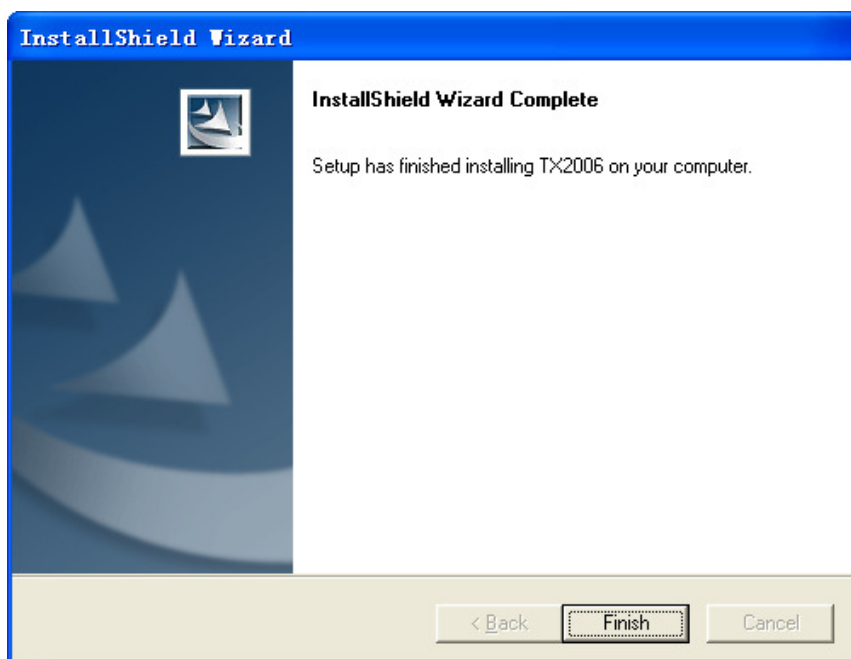 InstallShield Wizard
InstallShield Wizard Complete
Setup has finished installing TX2006 on your computer.
< Back
Finish
Cancel